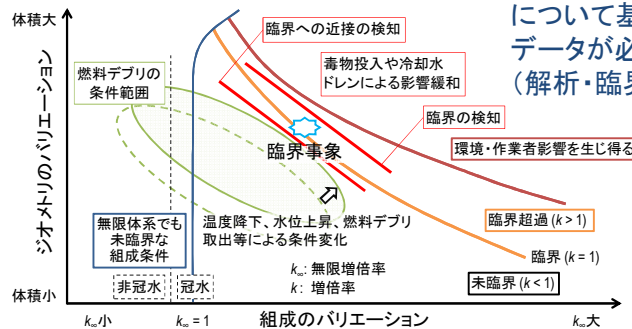 について基
データが必
（解析・臨界
体積大
ジオメトリのバリエーション
体積小
燃料デブリの
条件範囲
臨界への近接の検知
毒物投入や冷却水
ドレンによる影響緩和
臨界の検知
環境・作業者影響を生じ得る
臨界事象
無限体系でも
未臨界な
組成条件
温度降下、水位上昇、燃料デブリ
取出等による条件変化
臨界超過(k > 1)
臨界 (k = 1)
未臨界 (k < 1)
k∞: 無限増倍率
k: 増倍率
非冠水
冠水
k∞小
k∞ = 1
組成のバリエーション
k∞大